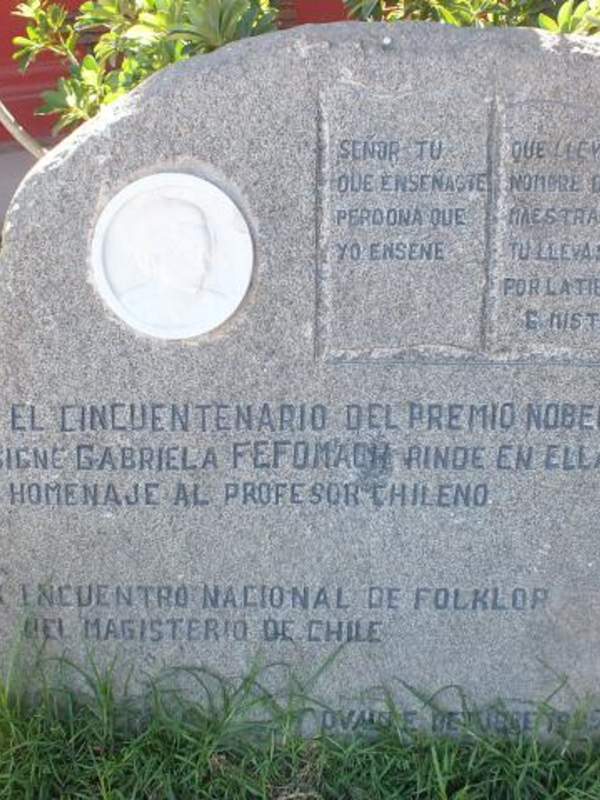 SEÑOR TU
QUE ENSEÑASTE
PERDONA QUE
YO ENSEÑE
QUE LLEV
NOMBRE D
MAESTRA
TU LLEVAS
POR LA TIE
G MIST
EL CINCUENTENARIO DEL PREMIO NOBEL
SIGNE GABRIELA FEFOMACH RINDE EN ELLA
HOMENAJE AL PROFESOR CHILENO.
ENCUENTRO NACIONAL DE FOLKLOR
DEL MAGISTERIO DE CHILE